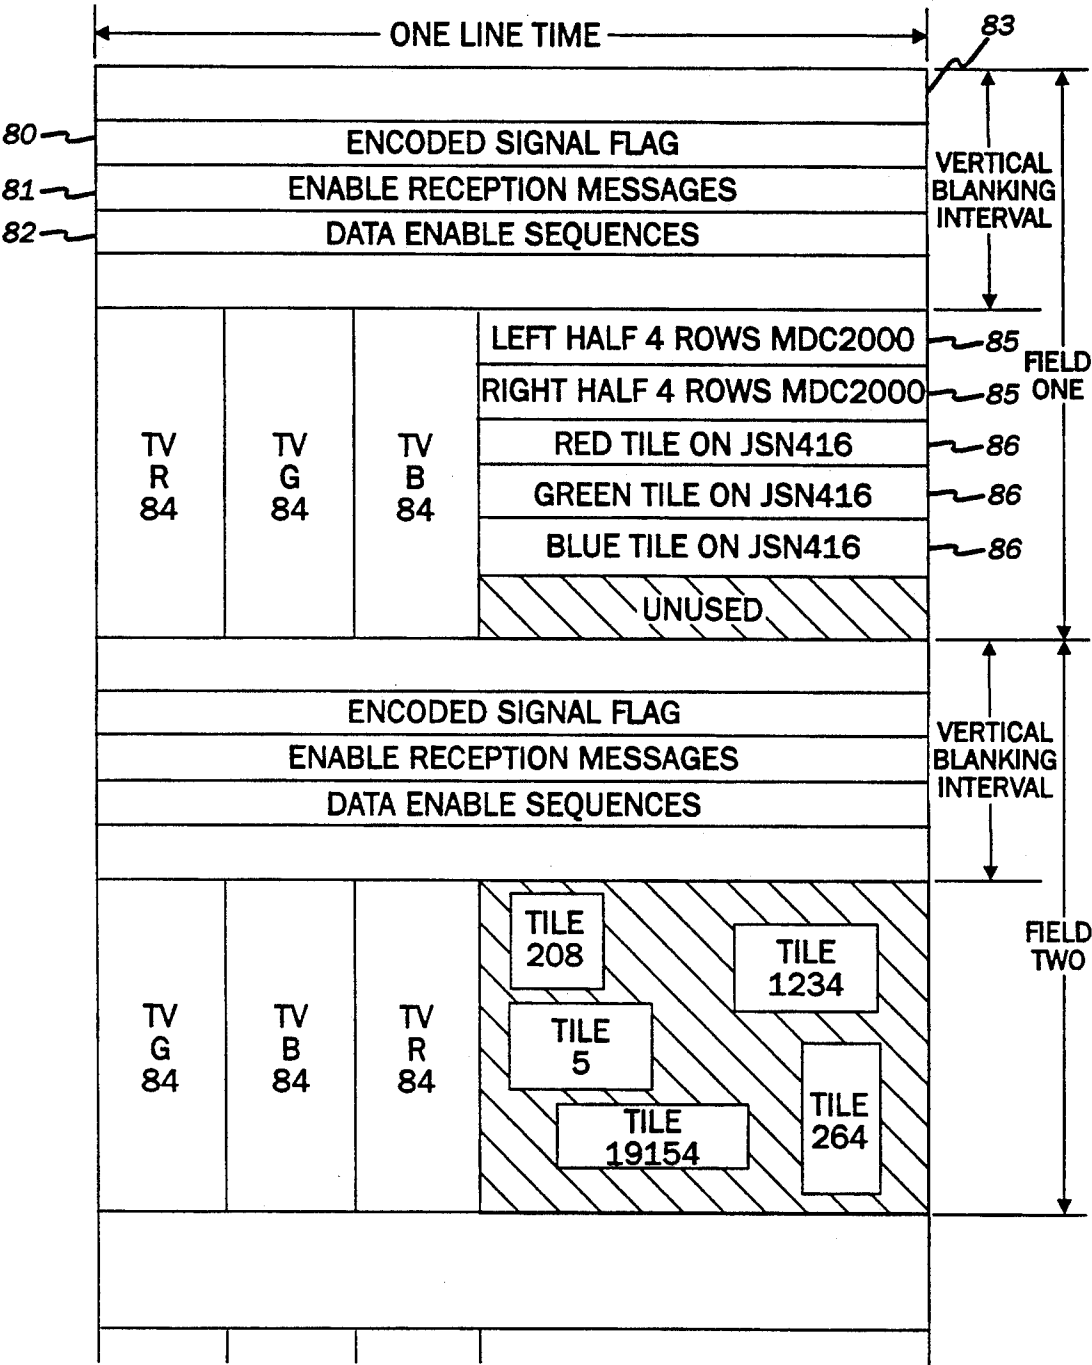 ONE LINE TIME
83
80
ENCODED SIGNAL FLAG
81
ENABLE RECEPTION MESSAGES
82
DATA ENABLE SEQUENCES
VERTICAL
BLANKING
INTERVAL
FIELD
ONE
TV
R
84
TV
G
84
TV
B
84
LEFT HALF 4 ROWS MDC2000
85
RIGHT HALF 4 ROWS MDC2000
85
RED TILE ON JSN416
86
GREEN TILE ON JSN416
86
BLUE TILE ON JSN416
86
UNUSED
ENCODED SIGNAL FLAG
ENABLE RECEPTION MESSAGES
DATA ENABLE SEQUENCES
VERTICAL
BLANKING
INTERVAL
FIELD
TWO
TV
G
84
TV
B
84
TV
R
84
TILE
208
TILE
1234
TILE
5
TILE
264
TILE
19154